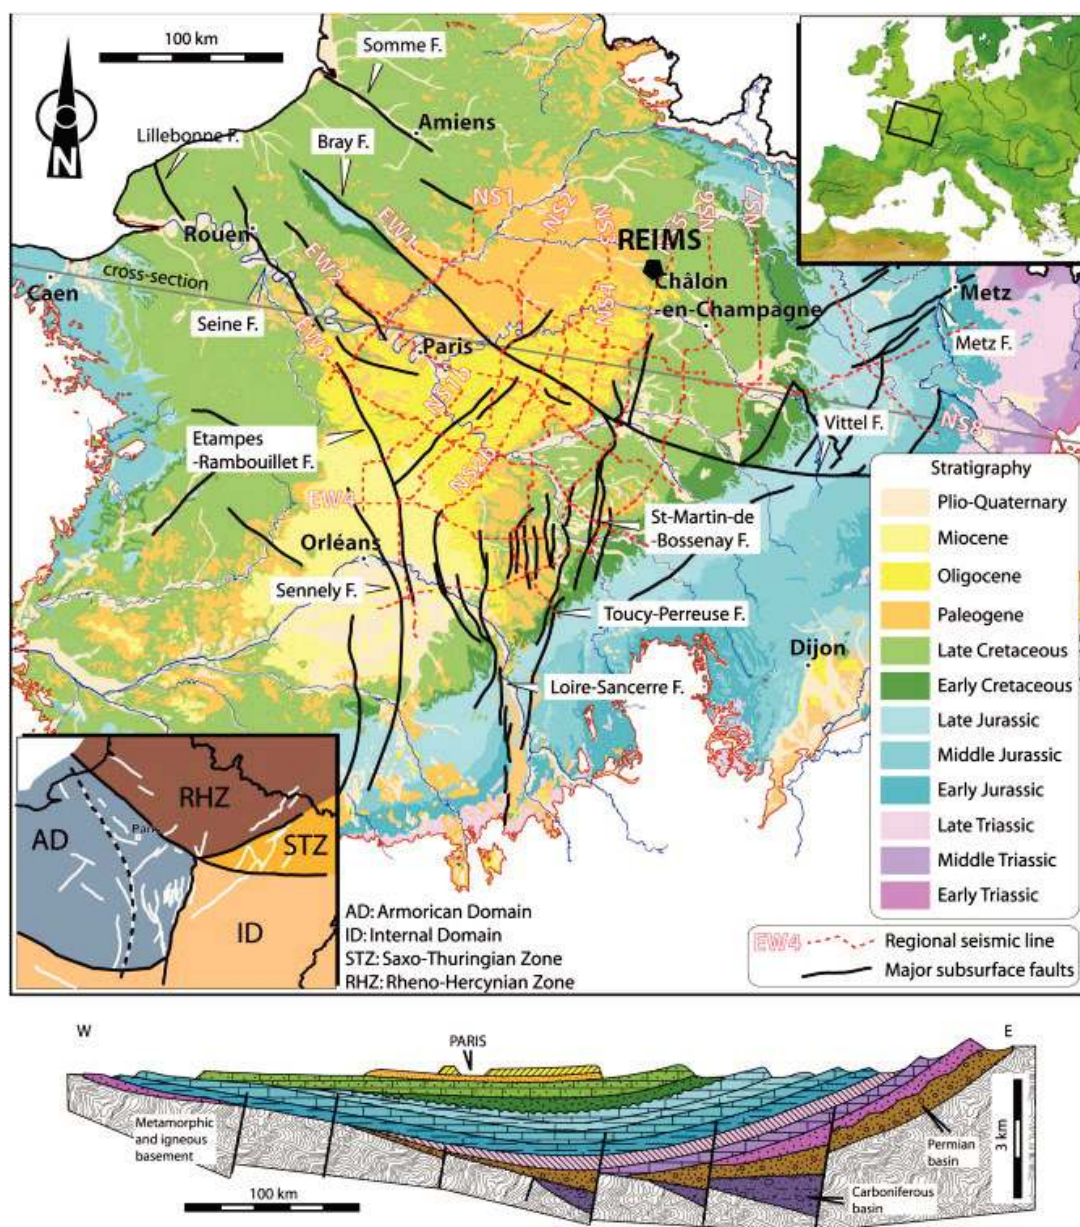 100 km
N
Somme F.
Lillebonne F.
Bray F.
Amiens
Rouen
NS1
NS2
NS3
NS6
NS7
EW1
EW2
REIMS
cross-section
Caen
Seine F.
NS4
Châlon
-en-Champagne
Metz
Metz F.
Paris
NS1b
Etampes
-Rambouillet F.
Vittel F.
NS8
EW4
Orléans
St-Martin-de
-Bossenay F.
Sennely F.
Toucy-Perreuse F.
Dijon
Loire-Sancerre F.
Stratigraphy
Plio-Quaternary
Miocene
Oligocene
Paleogene
Late Cretaceous
Early Cretaceous
Late Jurassic
Middle Jurassic
Early Jurassic
Late Triassic
Middle Triassic
Early Triassic
EW4 Regional seismic line
Major subsurface faults
RHZ
AD
STZ
ID
AD: Armorican Domain
ID: Internal Domain
STZ: Saxo-Thuringian Zone
RHZ: Rheno-Hercynian Zone
W
PARIS
E
Metamorphic
and igneous
basement
Permian
basin
3 km
Carboniferous
basin
100 km